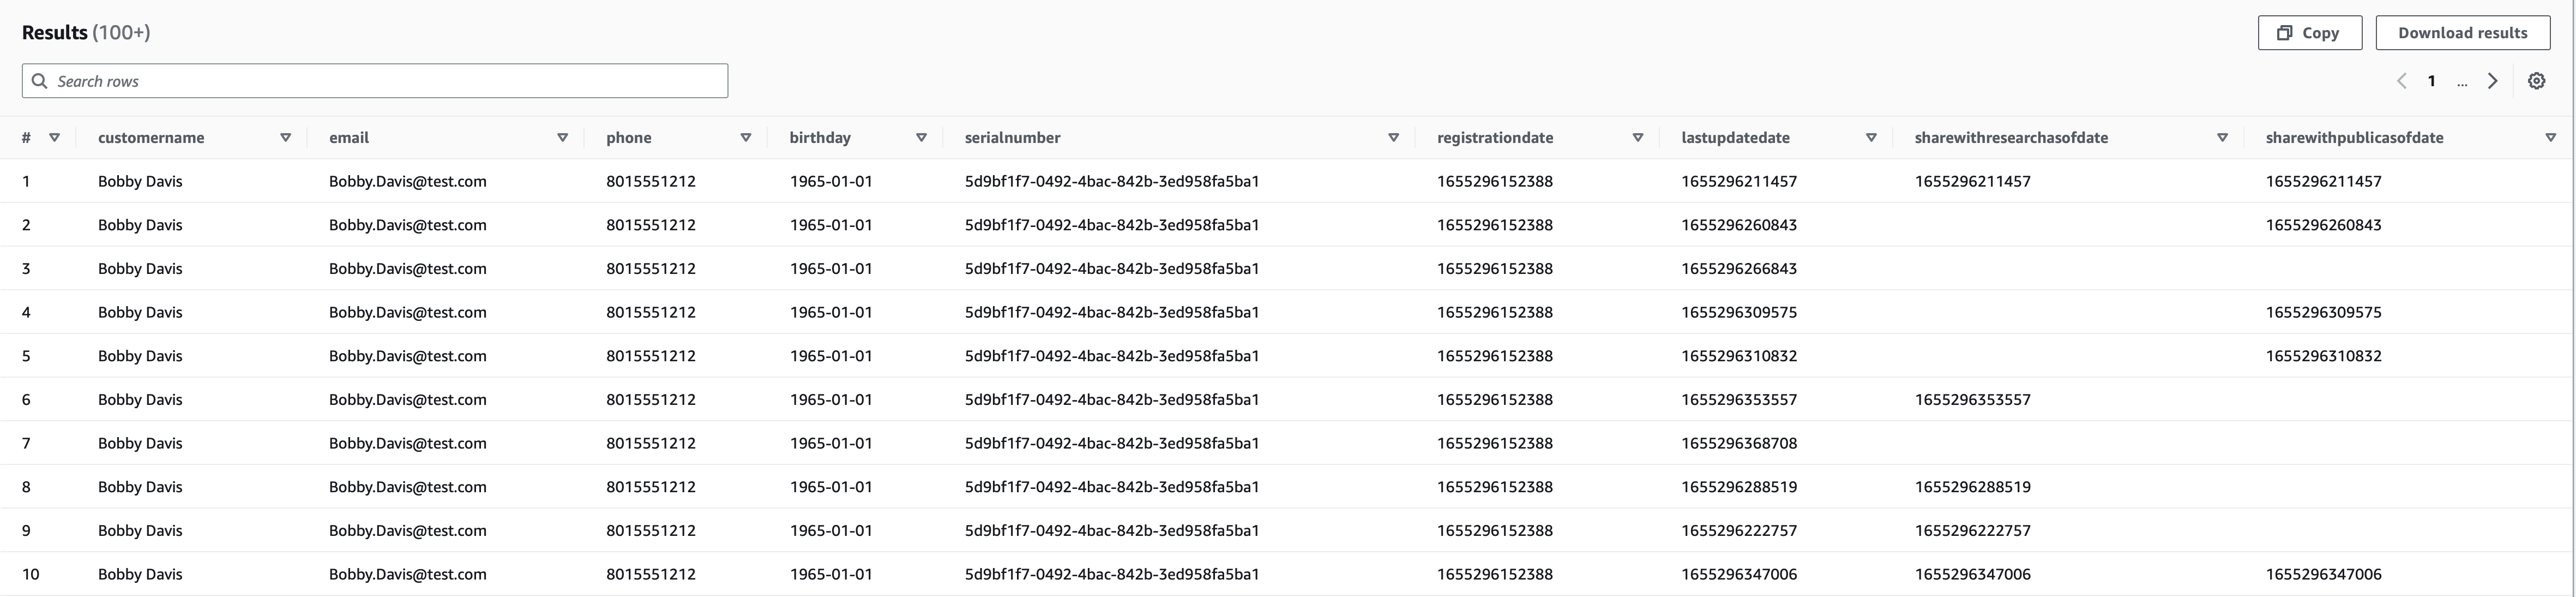 Results (100+)
Copy
Download results
Search rows
1 ...
# customername email phone birthday serialnumber registrationdate lastupdatedate sharewithresearchasofdate sharewithpublicasofdate
1 Bobby Davis Bobby.Davis@test.com 8015551212 1965-01-01 5d9bf1f7-0492-4bac-842b-3ed958fa5ba1 1655296152388 1655296211457 1655296211457 1655296211457
2 Bobby Davis Bobby.Davis@test.com 8015551212 1965-01-01 5d9bf1f7-0492-4bac-842b-3ed958fa5ba1 1655296152388 1655296260843 1655296260843
3 Bobby Davis Bobby.Davis@test.com 8015551212 1965-01-01 5d9bf1f7-0492-4bac-842b-3ed958fa5ba1 1655296152388 1655296266843
4 Bobby Davis Bobby.Davis@test.com 8015551212 1965-01-01 5d9bf1f7-0492-4bac-842b-3ed958fa5ba1 1655296152388 1655296309575 1655296309575
5 Bobby Davis Bobby.Davis@test.com 8015551212 1965-01-01 5d9bf1f7-0492-4bac-842b-3ed958fa5ba1 1655296152388 1655296310832 1655296310832
6 Bobby Davis Bobby.Davis@test.com 8015551212 1965-01-01 5d9bf1f7-0492-4bac-842b-3ed958fa5ba1 1655296152388 1655296353557 1655296353557
7 Bobby Davis Bobby.Davis@test.com 8015551212 1965-01-01 5d9bf1f7-0492-4bac-842b-3ed958fa5ba1 1655296152388 1655296368708
8 Bobby Davis Bobby.Davis@test.com 8015551212 1965-01-01 5d9bf1f7-0492-4bac-842b-3ed958fa5ba1 1655296152388 1655296288519 1655296288519
9 Bobby Davis Bobby.Davis@test.com 8015551212 1965-01-01 5d9bf1f7-0492-4bac-842b-3ed958fa5ba1 1655296152388 1655296222757 1655296222757
10 Bobby Davis Bobby.Davis@test.com 8015551212 1965-01-01 5d9bf1f7-0492-4bac-842b-3ed958fa5ba1 1655296152388 1655296347006 1655296347006 1655296347006